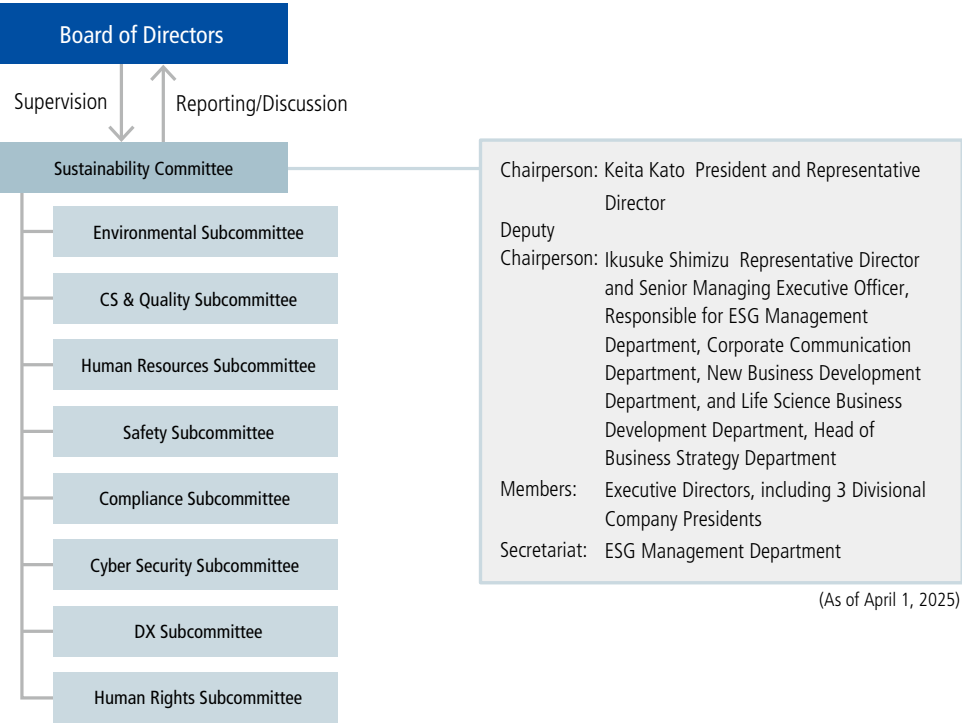 Board of Directors
Supervision
Reporting/Discussion
Sustainability Committee
Environmental Subcommittee
CS & Quality Subcommittee
Human Resources Subcommittee
Safety Subcommittee
Compliance Subcommittee
Cyber Security Subcommittee
DX Subcommittee
Human Rights Subcommittee
Chairperson: Keita Kato President and Representative
Director
Deputy
Chairperson: Ikusuke Shimizu Representative Director
and Senior Managing Executive Officer,
Responsible for ESG Management
Department, Corporate Communication
Department, New Business Development
Department, and Life Science Business
Development Department, Head of
Business Strategy Department
Members: Executive Directors, including 3 Divisional
Company Presidents
Secretariat: ESG Management Department
(As of April 1, 2025)